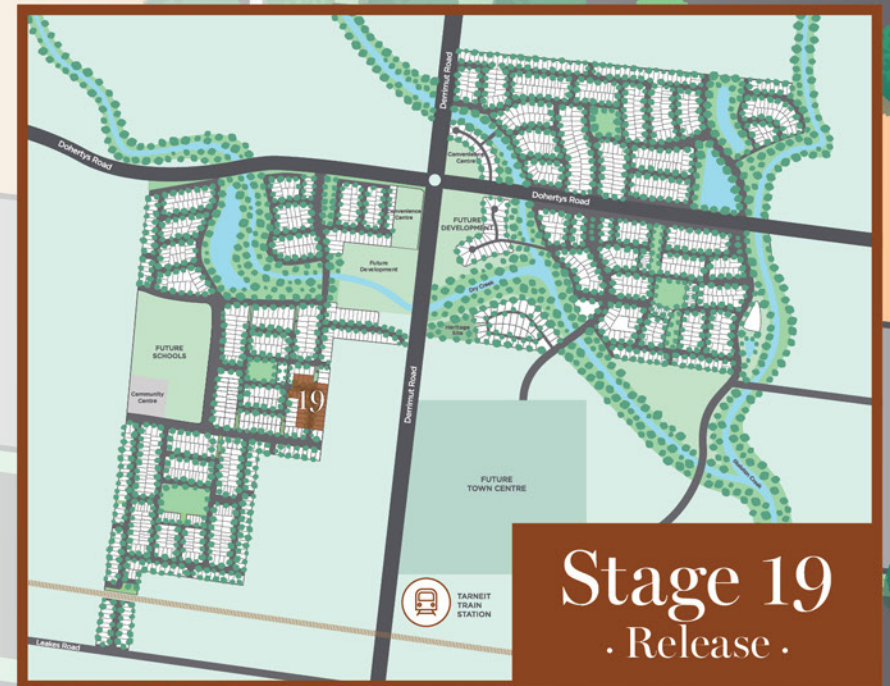 Derrimut Road
Dohertys Road
Convenience
Centre
Dohertys Road
Convenience
Centre
FUTURE
DEVELOPMENT
Future
Development
Dry Creek
Heritage
Site
FUTURE
SCHOOLS
Community
Centre
19
Derrimut Road
FUTURE
TOWN CENTRE
TARNEIT
TRAIN
STATION
Leakes Road
Stage 19
· Release ·